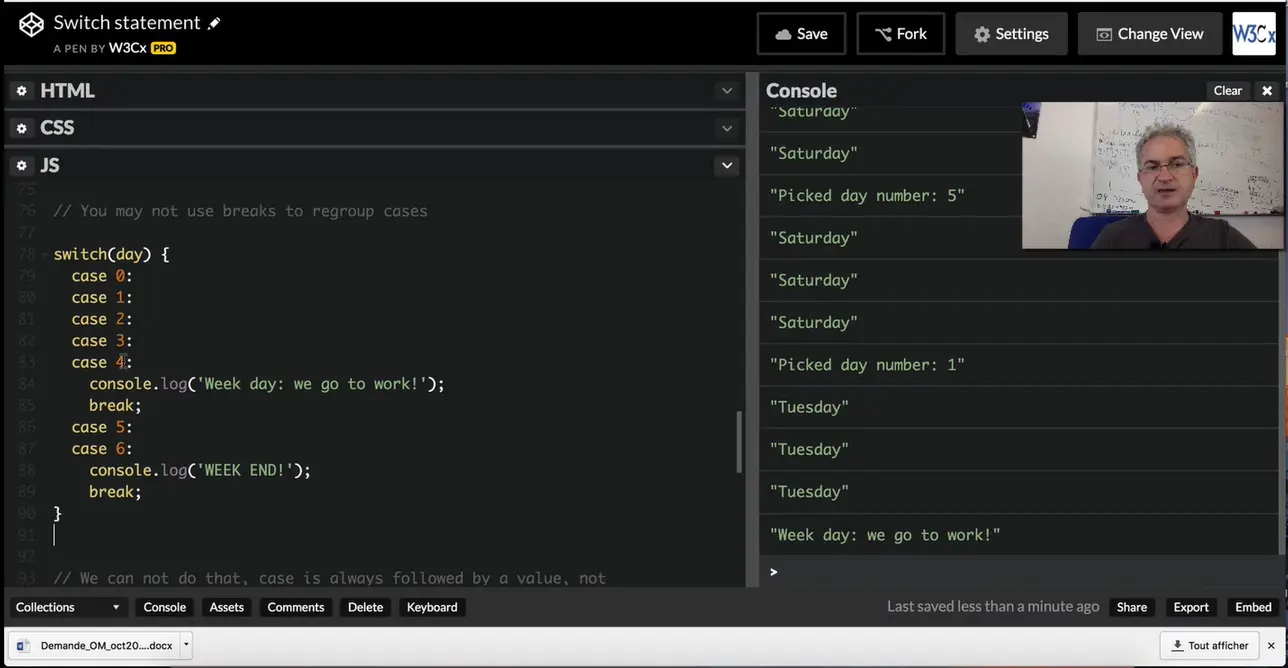 Switch statement
A PEN BY W3Cx PRO
Save
Fork
Settings
Change View
W3Cx
HTML
CSS
JS
75
76 // You may not use breaks to regroup cases
77
78 switch(day) {
79 case 0:
80 case 1:
81 case 2:
82 case 3:
83 case 4:
84 console.log('Week day: we go to work!');
85 break;
86 case 5:
87 case 6:
88 console.log('WEEK END!');
89 break;
90 }
91
92
93 // We can not do that, case is always followed by a value, not
Console
Clear
"Saturday"
"Saturday"
"Picked day number: 5"
"Saturday"
"Saturday"
"Saturday"
"Picked day number: 1"
"Tuesday"
"Tuesday"
"Tuesday"
"Week day: we go to work!"
>
Collections
Console
Assets
Comments
Delete
Keyboard
Last saved less than a minute ago
Share
Export
Embed
Demande_OM_oct20....docx
Tout afficher